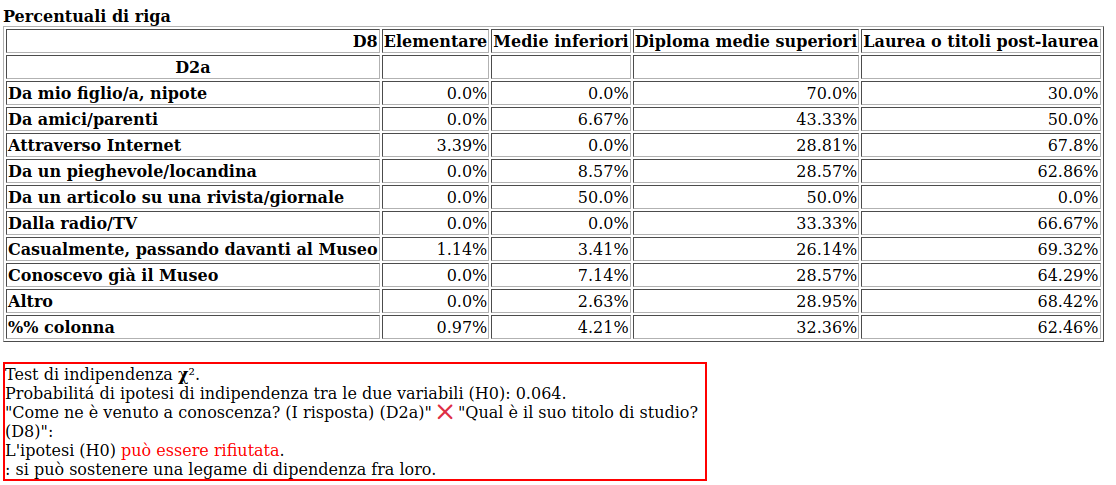 Percentuali di riga
D8 Elementare Medie inferiori Diploma medie superiori Laurea o titoli post-laurea
D2a
Da mio figlio/a, nipote 0.0% 0.0% 70.0% 30.0%
Da amici/parenti 0.0% 6.67% 43.33% 50.0%
Attraverso Internet 3.39% 0.0% 28.81% 67.8%
Da un pieghevole/locandina 0.0% 8.57% 28.57% 62.86%
Da un articolo su una rivista/giornale 0.0% 50.0% 50.0% 0.0%
Dalla radio/TV 0.0% 0.0% 33.33% 66.67%
Casualmente, passando davanti al Museo 1.14% 3.41% 26.14% 69.32%
Conoscevo già il Museo 0.0% 7.14% 28.57% 64.29%
Altro 0.0% 2.63% 28.95% 68.42%
%% colonna 0.97% 4.21% 32.36% 62.46%
Test di indipendenza χ².
Probabilitá di ipotesi di indipendenza tra le due variabili (H0): 0.064.
"Come ne è venuto a conoscenza? (I risposta) (D2a)" ❌ "Qual è il suo titolo di studio?
(D8)":
L'ipotesi (H0) può essere rifiutata.
: si può sostenere una legame di dipendenza fra loro.